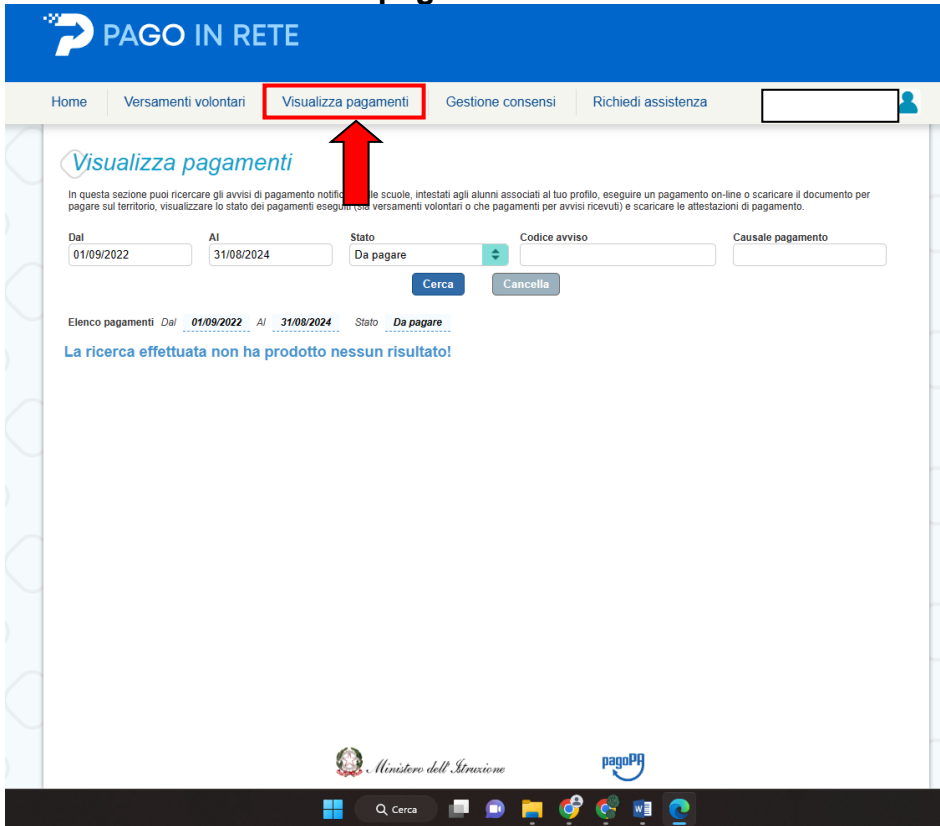 PAGO IN RETE
Home Versamenti volontari Visualizza pagamenti Gestione consensi Richiedi assistenza
Visualizza pagamenti
In questa sezione puoi ricercare gli avvisi di pagamento le scuole, intestati agli alunni associati al tuo profilo, eseguire un pagamento on-line o scaricare il documento per
pagare sul territorio, visualizzare lo stato dei pagamenti versamenti volontari o che pagamenti per avvisi ricevuti) e scaricare le attestazioni di pagamento.
Dal Al Stato Codice avviso Causale pagamento
01/09/2022 31/08/2024 Da pagare
Cerca Cancella
Elenco pagamenti Dal 01/09/2022 Al 31/08/2024 Stato Da pagare
La ricerca effettuata non ha prodotto nessun risultato!
Ministero dell'Istruzione pagoPA
Cerca